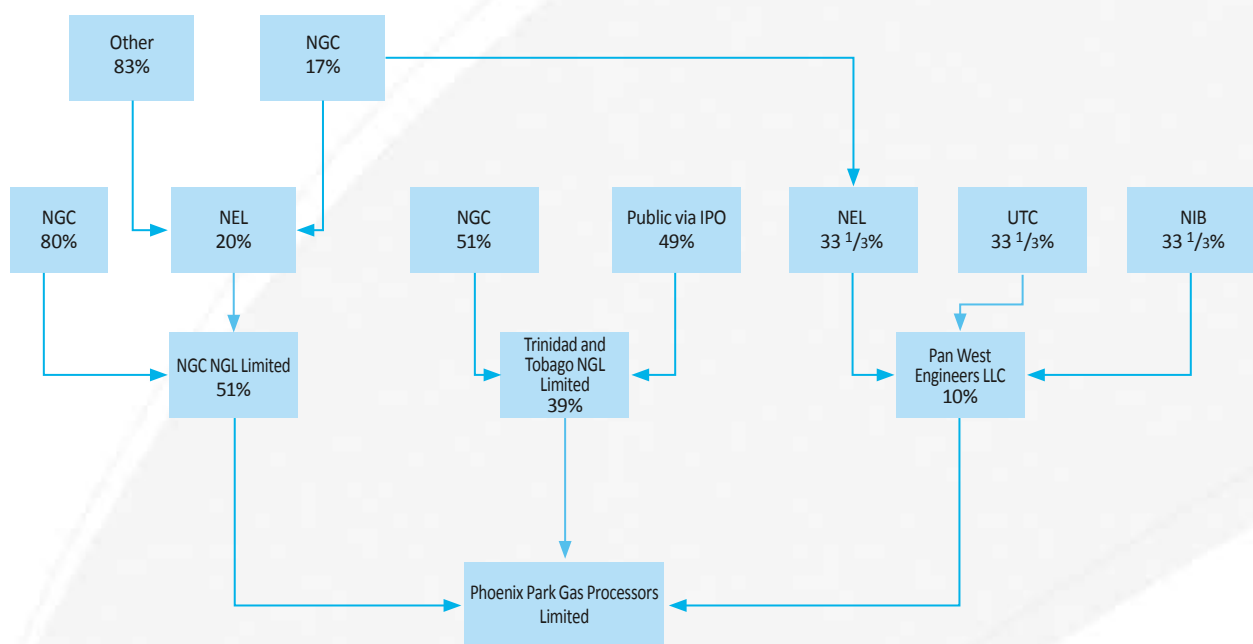 Other
83%
NGC
17%
NGC
80%
NEL
20%
NGC
51%
Public via IPO
49%
NEL
33 1/3%
UTC
33 1/3%
NIB
33 1/3%
NGC NGL Limited
51%
Trinidad and
Tobago NGL
Limited
39%
Pan West
Engineers LLC
10%
Phoenix Park Gas Processors
Limited